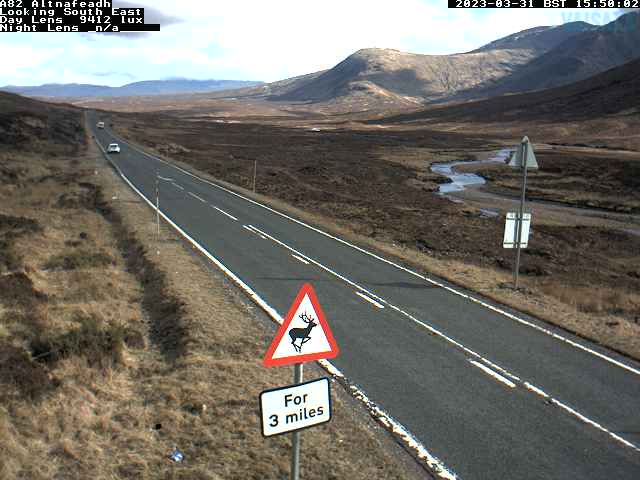 A82 Altnafeadh
Looking South East
Day Lens 9412 lux
Night Lens n/a
2023-03-31 BST 15:50:02
VAISALA
For
3 miles